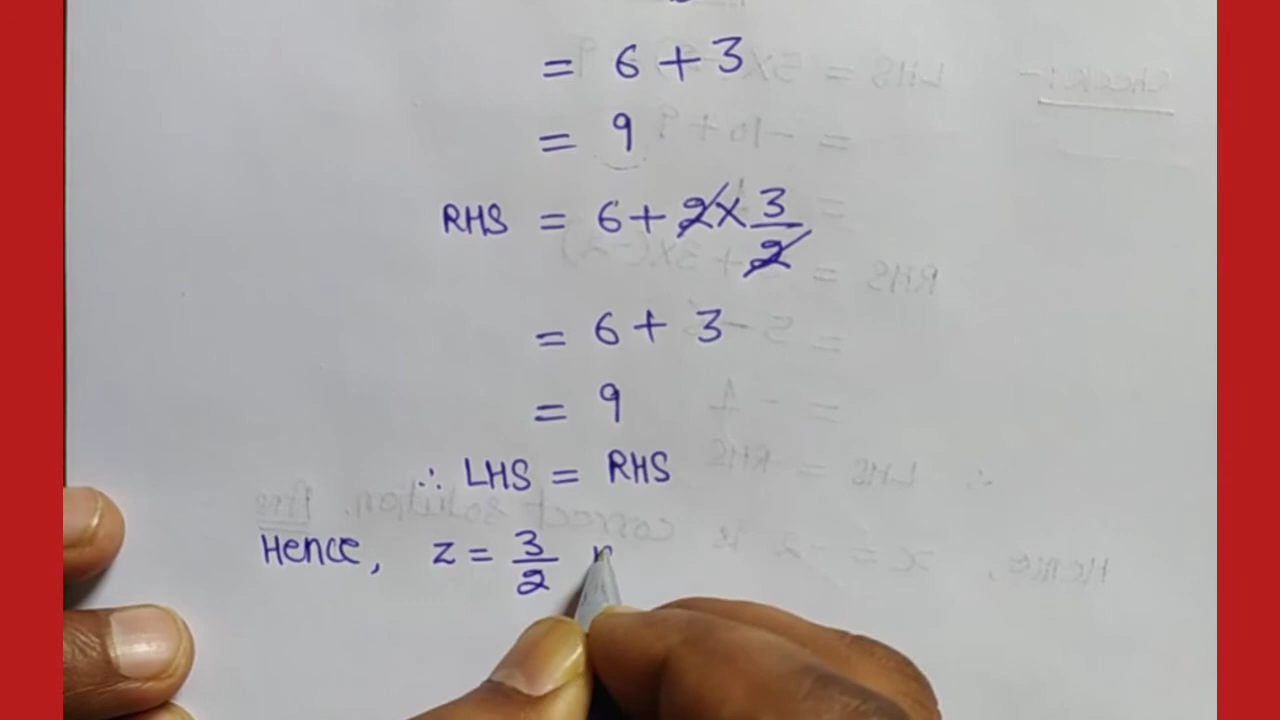 = 6 + 3
= 9
RHS = 6 + 2 × 3/2
= 6 + 3
= 9
∴ LHS = RHS
Hence, z = 3/2